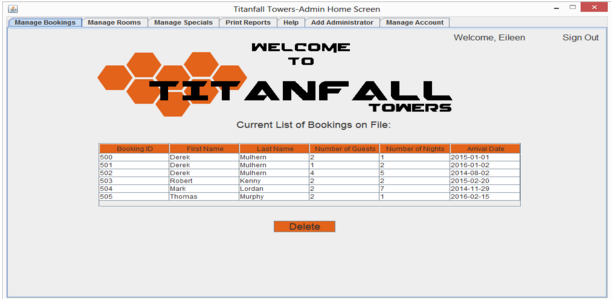 Titanfall Towers-Admin Home Screen
Manage Bookings Manage Rooms Manage Specials Print Reports Help Add Administrator Manage Account
Welcome, Eileen Sign Out
WELCOME
TO
TITANFALL
TOWERS
Current List of Bookings on File:
Booking ID First Name Last Name Number of Guests Number of Nights Arrival Date
500 Derek Mulhern 2 1 2015-01-01
501 Derek Mulhern 1 2 2016-01-02
502 Derek Mulhern 4 5 2014-08-02
503 Robert Kenny 2 2 2015-02-20
504 Mark Lordan 2 7 2014-11-29
505 Thomas Murphy 2 1 2016-02-15
Delete